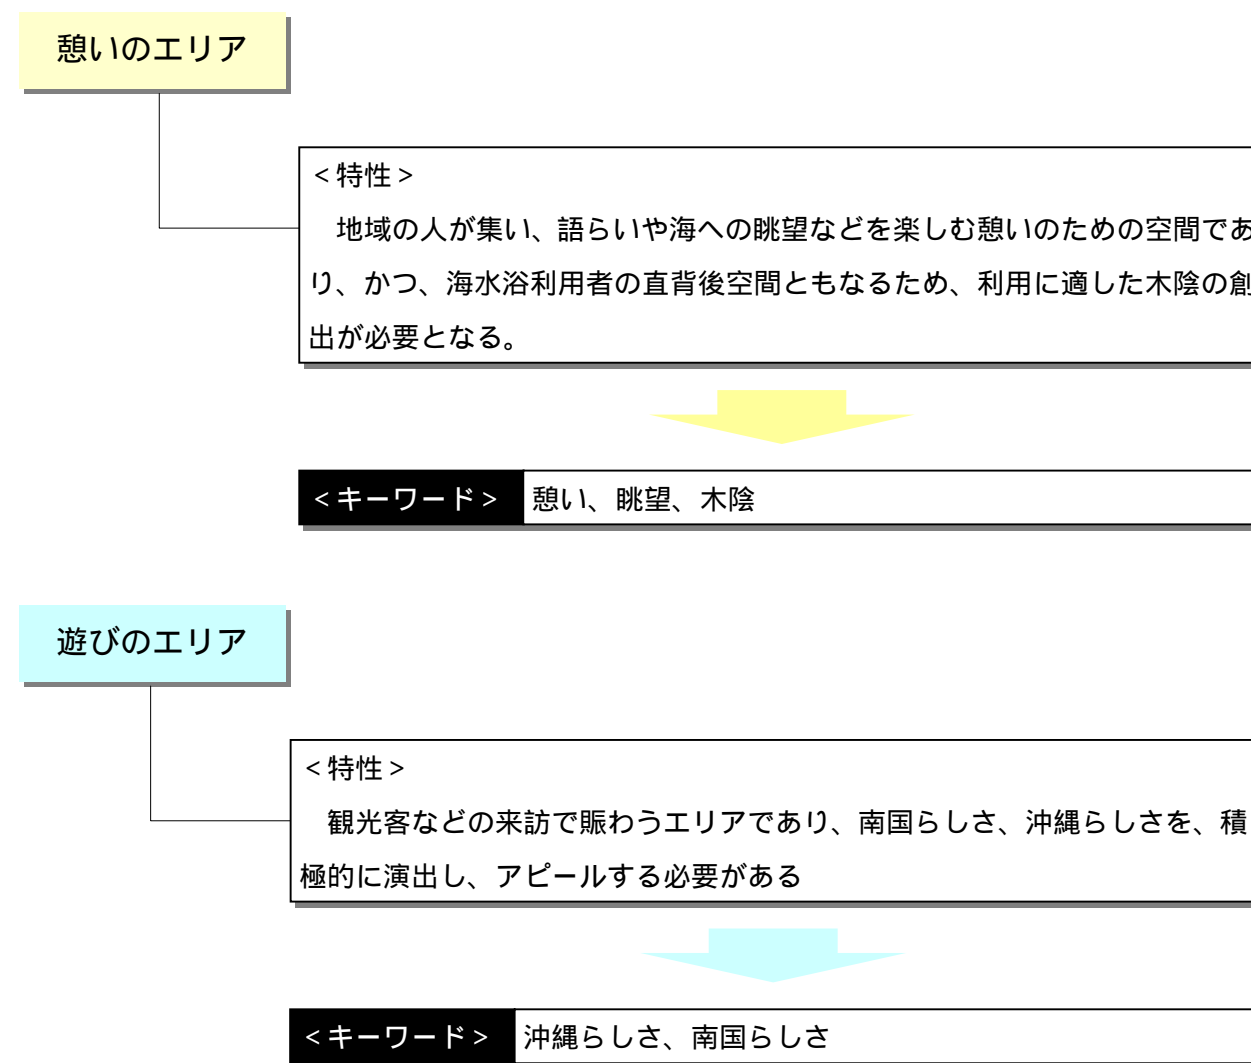 憩いのエリア
＜特性＞
　地域の人が集い、語らいや海への眺望などを楽しむ憩いのための空間であ
り、かつ、海水浴利用者の直背後空間ともなるため、利用に適した木陰の創
出が必要となる。
＜キーワード＞　憩い、眺望、木陰
遊びのエリア
＜特性＞
　観光客などの来訪で賑わうエリアであり、南国らしさ、沖縄らしさを、積
極的に演出し、アピールする必要がある
＜キーワード＞　沖縄らしさ、南国らしさ